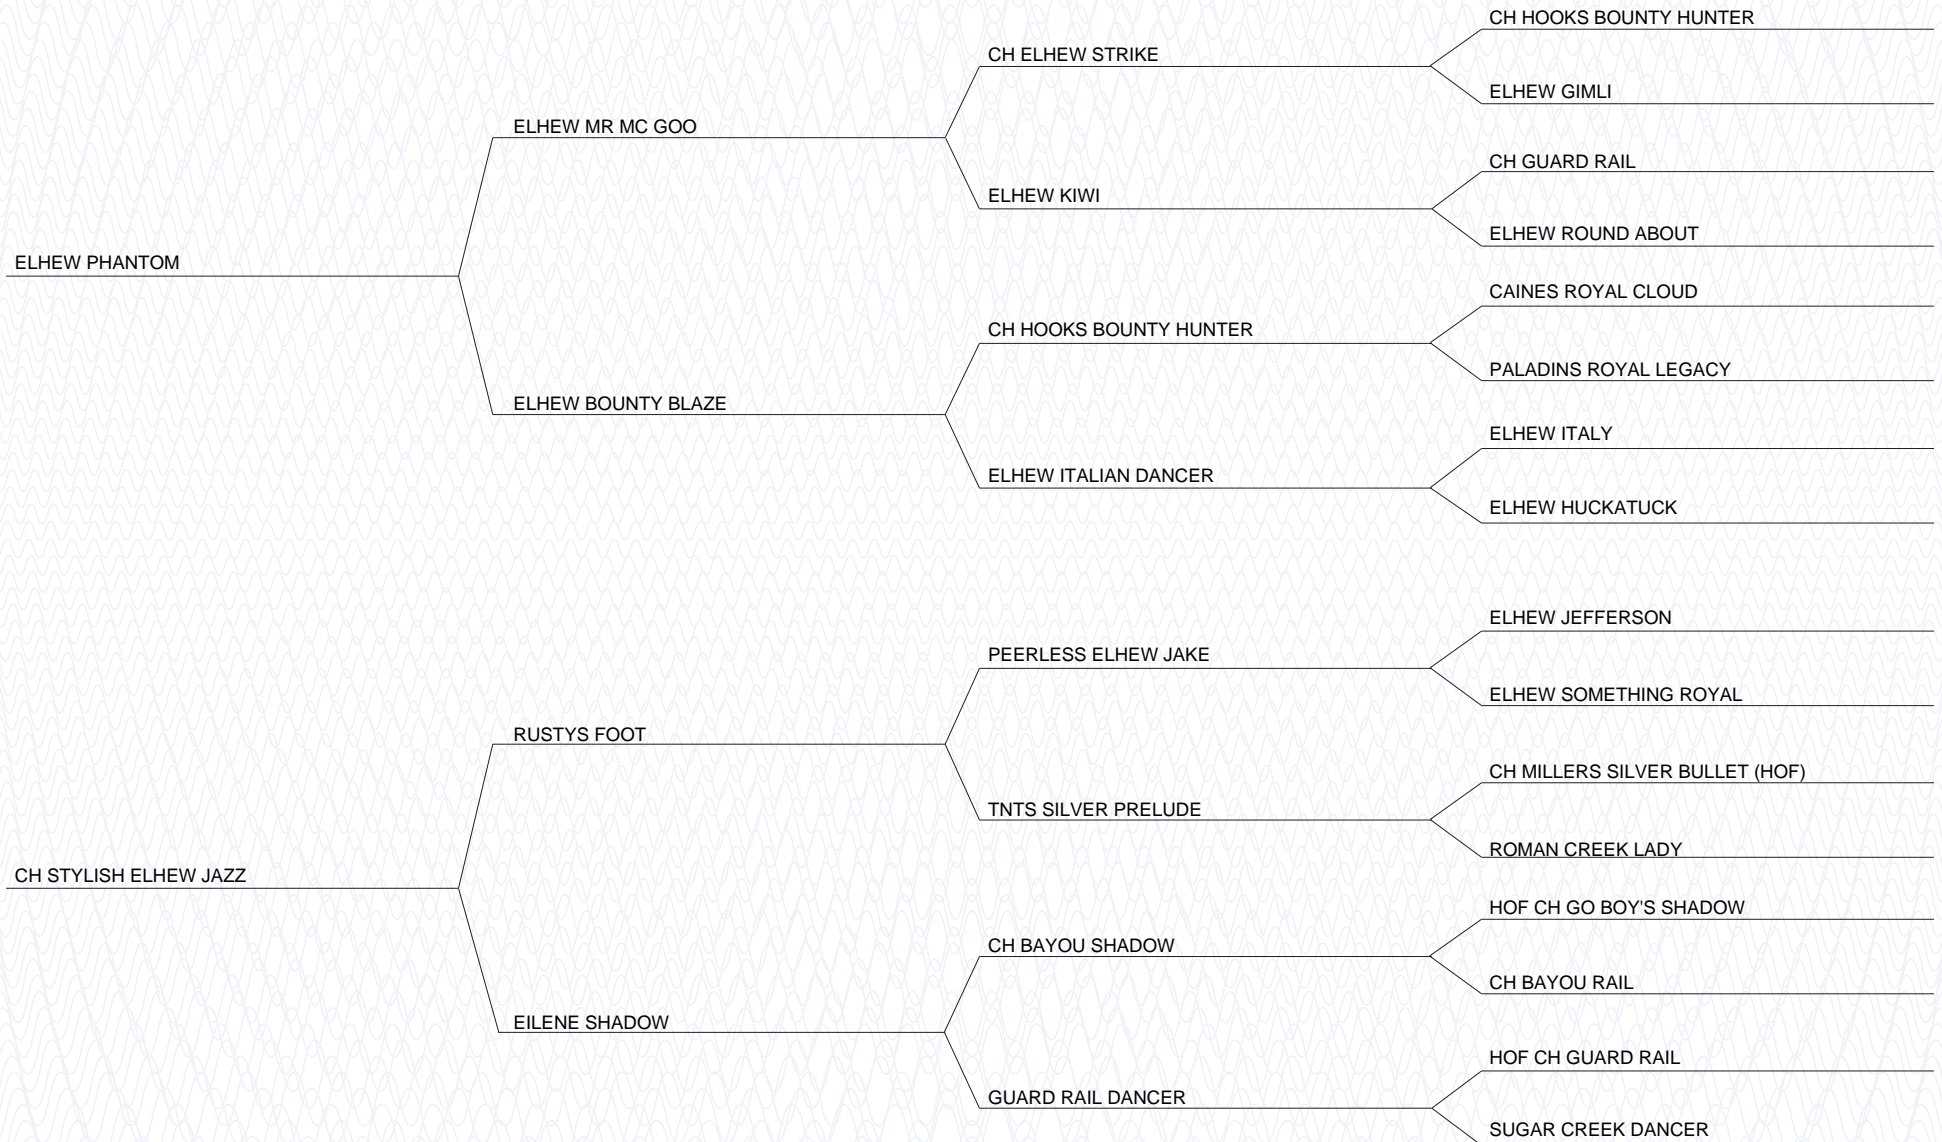 CH HOOKS BOUNTY HUNTER
CH ELHEW STRIKE
ELHEW GIMLI
ELHEW MR MC GOO
CH GUARD RAIL
ELHEW KIWI
ELHEW ROUND ABOUT
ELHEW PHANTOM
CAINES ROYAL CLOUD
CH HOOKS BOUNTY HUNTER
PALADINS ROYAL LEGACY
ELHEW BOUNTY BLAZE
ELHEW ITALY
ELHEW ITALIAN DANCER
ELHEW HUCKATUCK
ELHEW JEFFERSON
PEERLESS ELHEW JAKE
ELHEW SOMETHING ROYAL
RUSTYS FOOT
CH MILLERS SILVER BULLET (HOF)
TNTS SILVER PRELUDE
ROMAN CREEK LADY
CH STYLISH ELHEW JAZZ
HOF CH GO BOY'S SHADOW
CH BAYOU SHADOW
CH BAYOU RAIL
EILENE SHADOW
HOF CH GUARD RAIL
GUARD RAIL DANCER
SUGAR CREEK DANCER